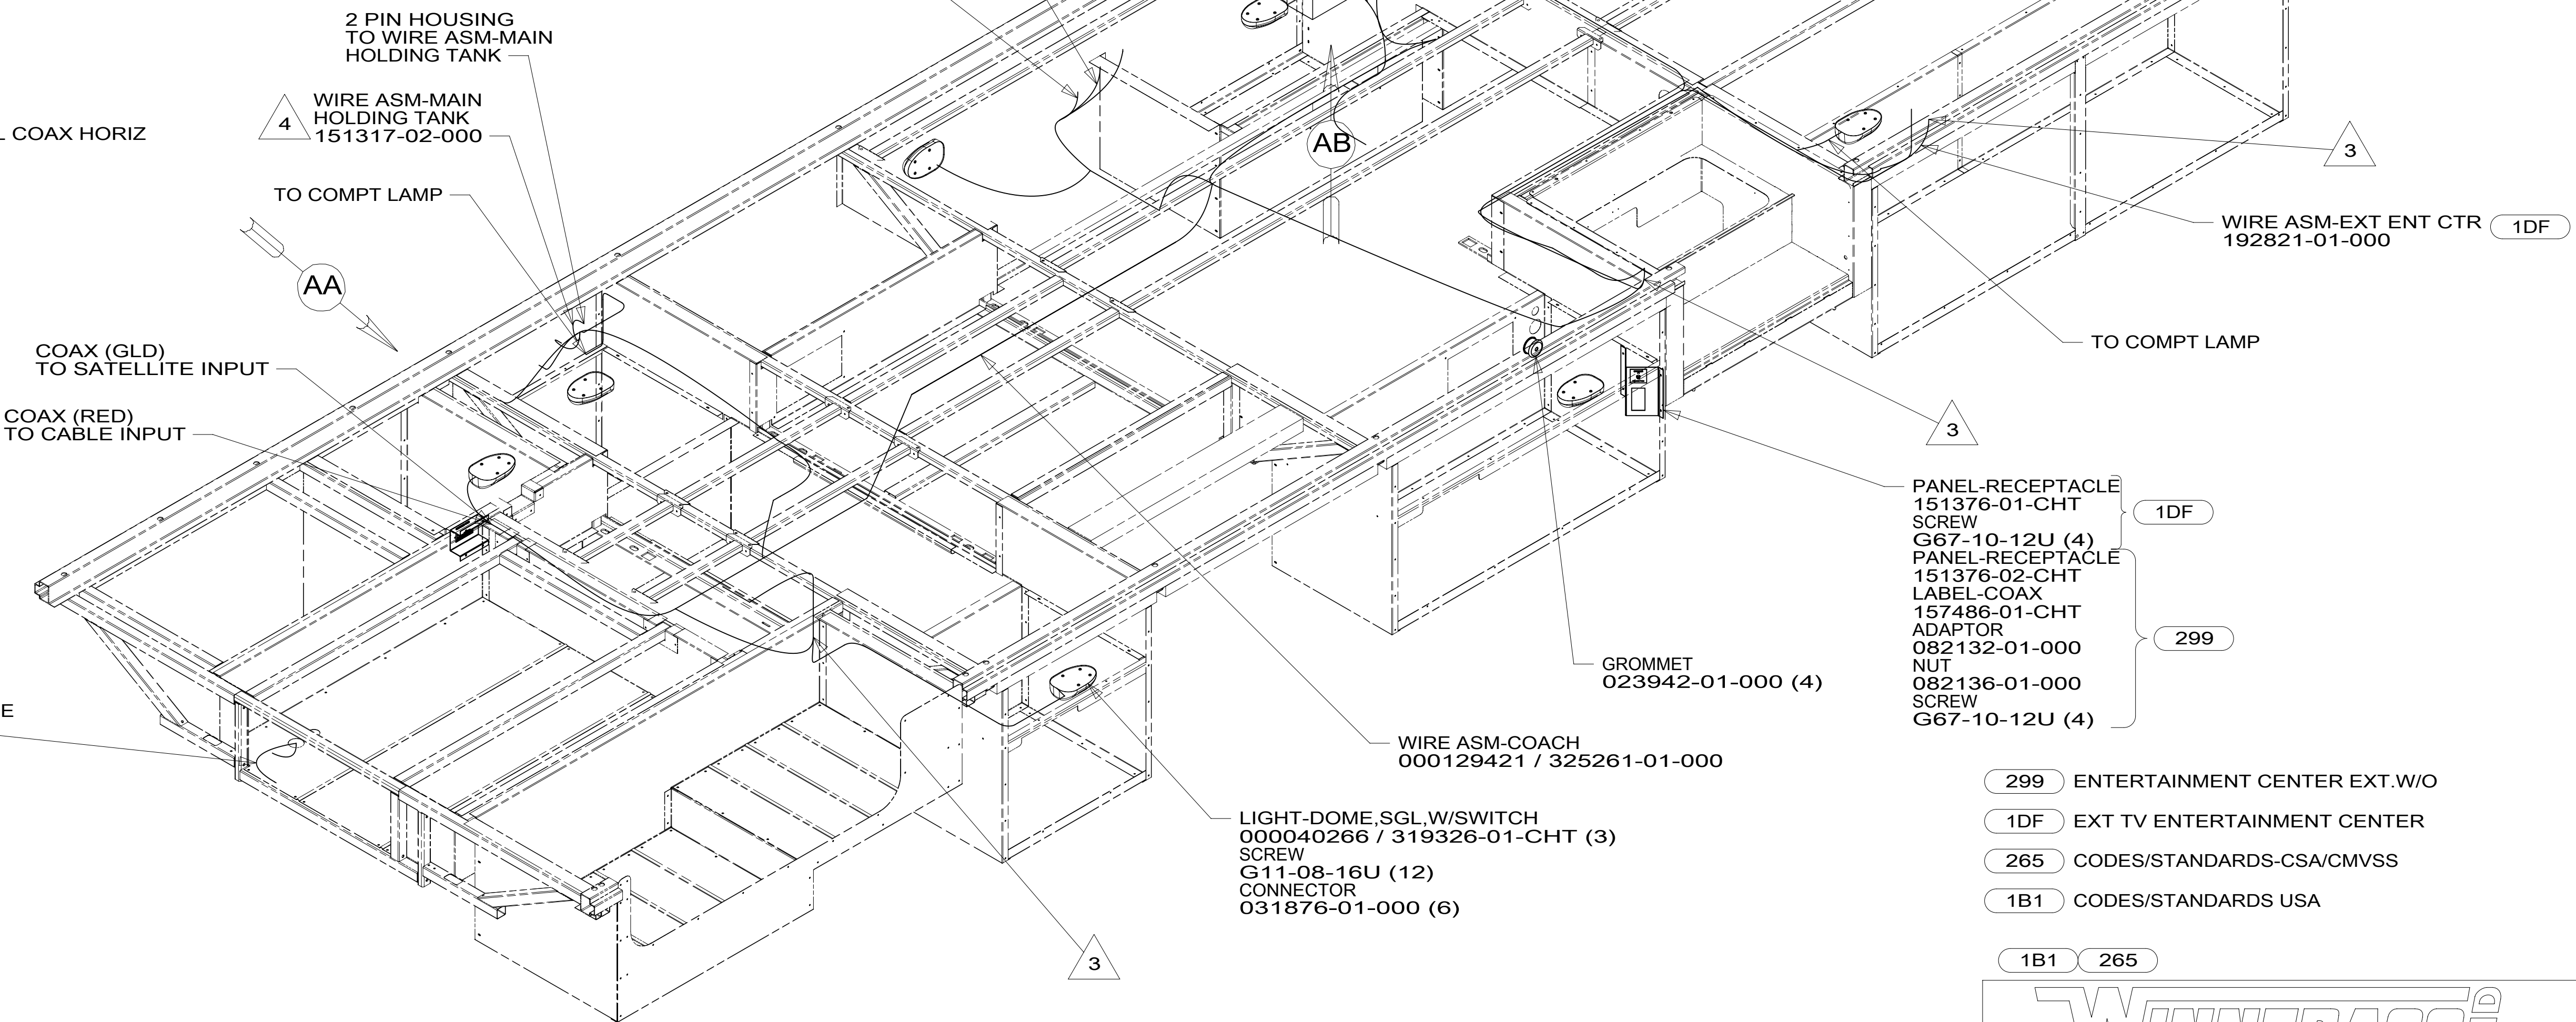 2 PIN HOUSING
TO WIRE ASM-MAIN
HOLDING TANK
4
WIRE ASM-MAIN
HOLDING TANK
151317-02-000
COAX HORIZ
TO COMPT LAMP
AA
COAX (GLD)
TO SATELLITE INPUT
COAX (RED)
TO CABLE INPUT
E
AB
3
WIRE ASM-EXT ENT CTR
192821-01-000
1DF
TO COMPT LAMP
3
PANEL-RECEPTACLE
151376-01-CHT
SCREW
G67-10-12U (4)
1DF
PANEL-RECEPTACLE
151376-02-CHT
LABEL-COAX
157486-01-CHT
ADAPTOR
082132-01-000
NUT
082136-01-000
SCREW
G67-10-12U (4)
299
GROMMET
023942-01-000 (4)
WIRE ASM-COACH
000129421 / 325261-01-000
LIGHT-DOME,SGL,W/SWITCH
000040266 / 319326-01-CHT (3)
SCREW
G11-08-16U (12)
CONNECTOR
031876-01-000 (6)
3
299 ENTERTAINMENT CENTER EXT.W/O
1DF EXT TV ENTERTAINMENT CENTER
265 CODES/STANDARDS-CSA/CMVSS
1B1 CODES/STANDARDS USA
1B1 265